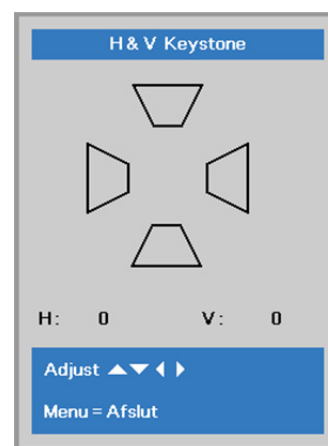 H & V Keystone
H: 0 V: 0
Adjust ▲▼◀▶
Menu = Afslut